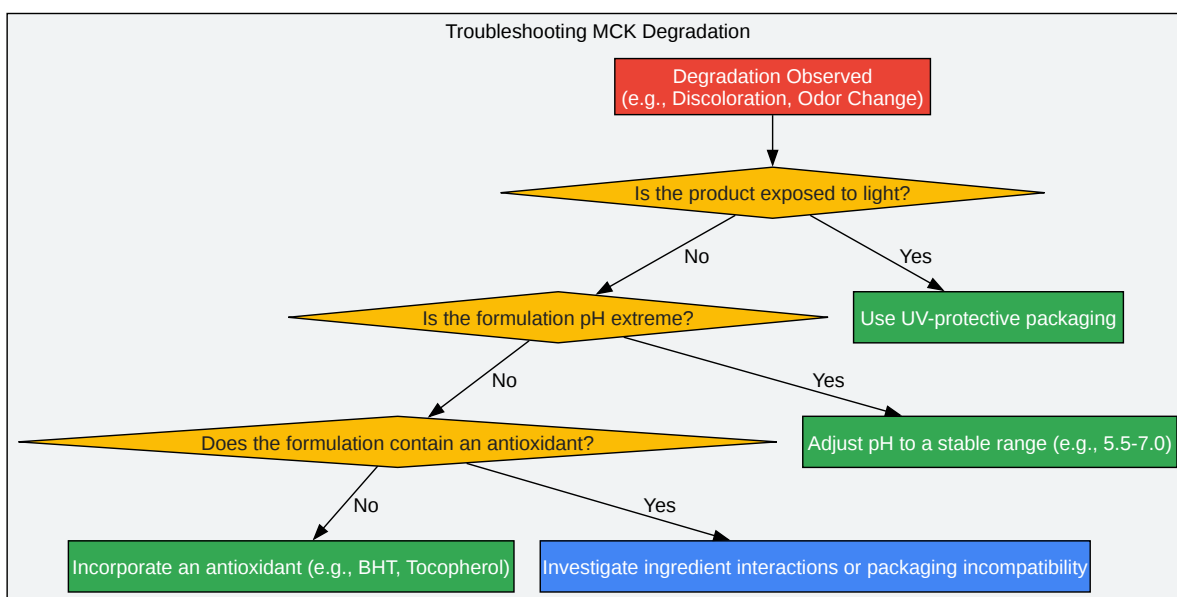 Troubleshooting MCK Degradation
Degradation Observed
(e.g., Discoloration, Odor Change)
Is the product exposed to light?
No
Yes
Is the formulation pH extreme?
Use UV-protective packaging
No
Yes
Does the formulation contain an antioxidant?
Adjust pH to a stable range (e.g., 5.5-7.0)
No
Yes
Incorporate an antioxidant (e.g., BHT, Tocopherol)
Investigate ingredient interactions or packaging incompatibility